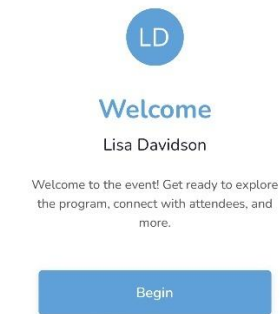 LD
Welcome
Lisa Davidson
Welcome to the event! Get ready to explore
the program, connect with attendees, and
more.
Begin